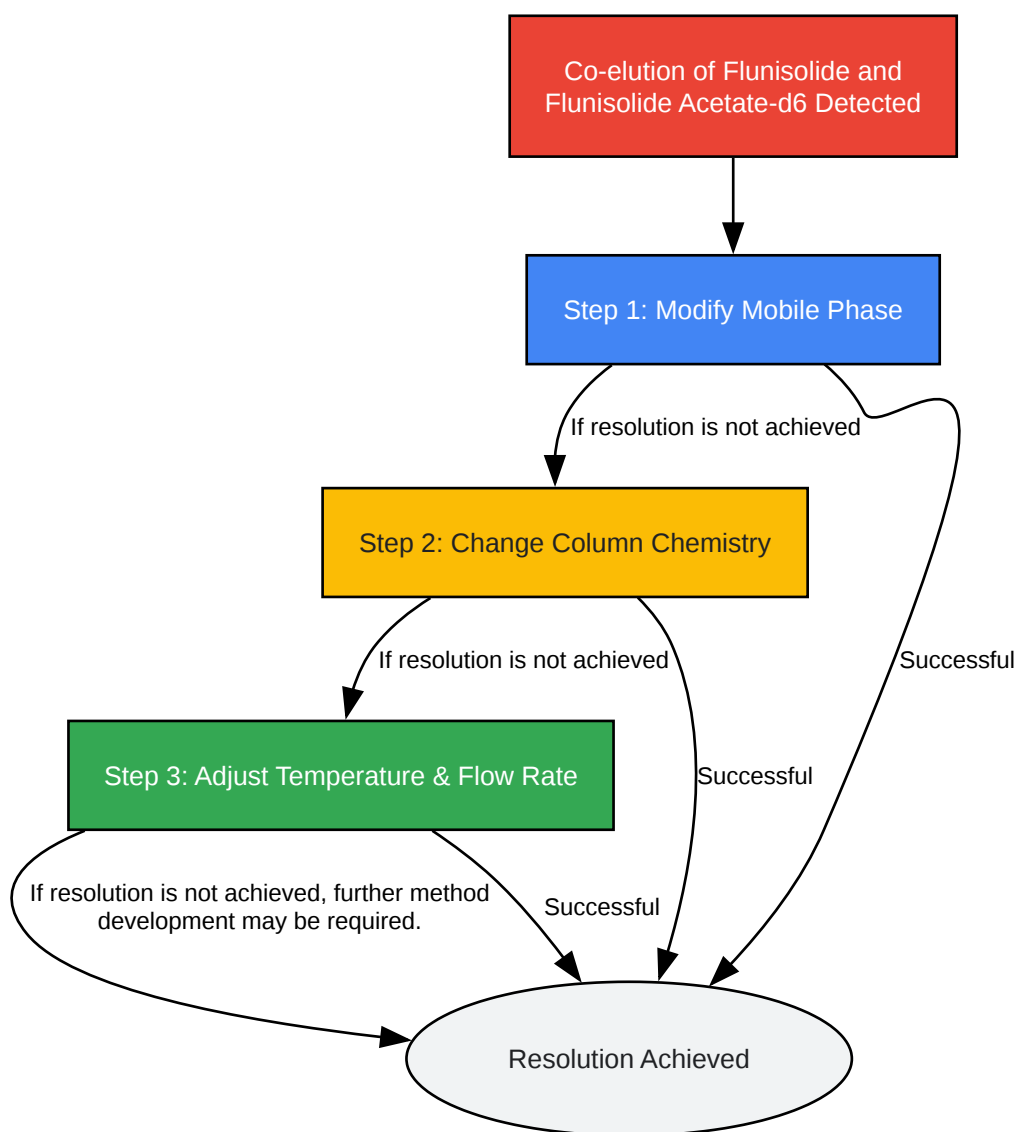 Co-elution of Flunisolide and
Flunisolide Acetate-d6 Detected
Step 1: Modify Mobile Phase
If resolution is not achieved
Step 2: Change Column Chemistry
If resolution is not achieved
Successful
Step 3: Adjust Temperature & Flow Rate
Successful
If resolution is not achieved, further method
development may be required.
Successful
Resolution Achieved